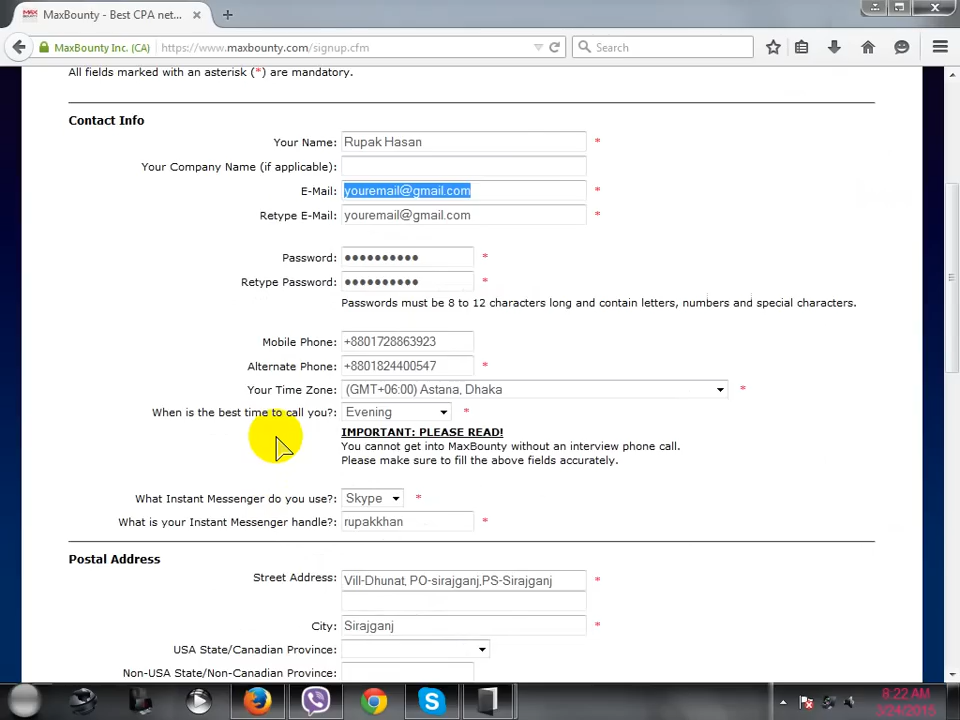 MAX BOUNTY MaxBounty - Best CPA net... × +
MaxBounty Inc. (CA) https://www.maxbounty.com/signup.cfm Search
All fields marked with an asterisk (*) are mandatory.
Contact Info
Your Name: Rupak Hasan *
Your Company Name (if applicable):
E-Mail: youremail@gmail.com *
Retype E-Mail: youremail@gmail.com *
Password: •••••••••• *
Retype Password: •••••••••• *
Passwords must be 8 to 12 characters long and contain letters, numbers and special characters.
Mobile Phone: +8801728863923
Alternate Phone: +8801824400547 *
Your Time Zone: (GMT+06:00) Astana, Dhaka *
When is the best time to call you?: Evening *
IMPORTANT: PLEASE READ!
You cannot get into MaxBounty without an interview phone call.
Please make sure to fill the above fields accurately.
What Instant Messenger do you use?: Skype *
What is your Instant Messenger handle?: rupakkhan *
Postal Address
Street Address: Vill-Dhunat, PO-sirajganj,PS-Sirajganj *
City: Sirajganj *
USA State/Canadian Province:
Non-USA State/Non-Canadian Province:
8:22 AM
3/24/2015